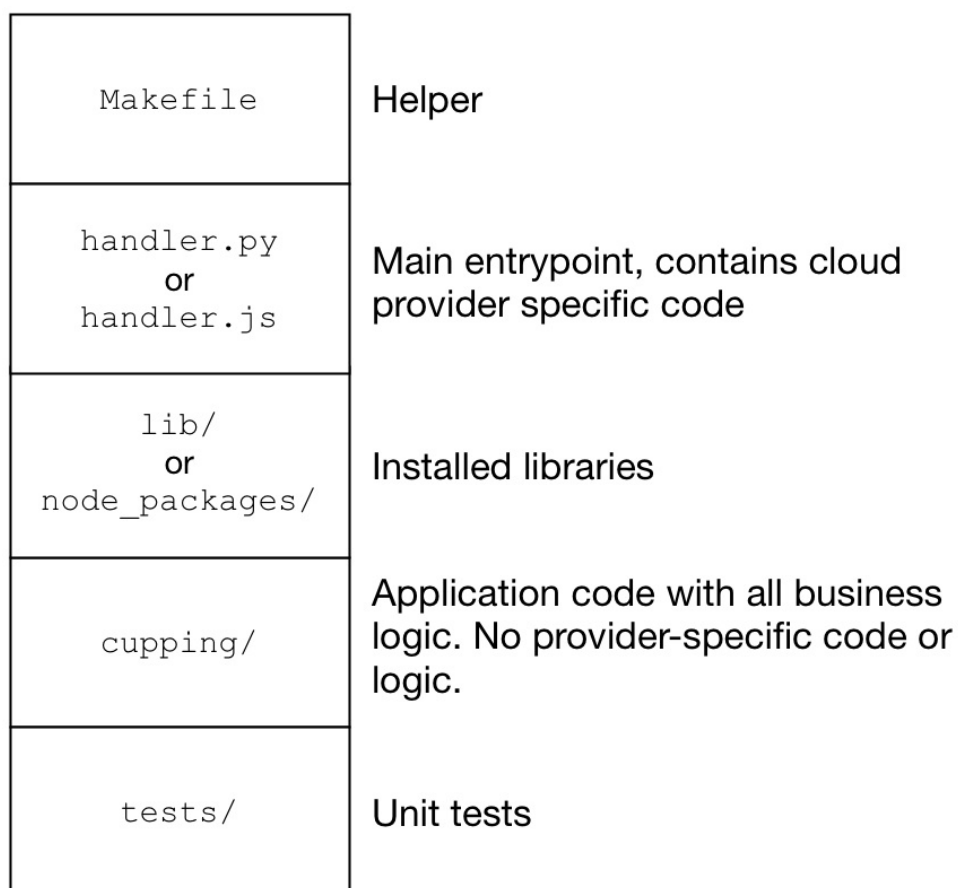 Makefile
Helper
handler.py
or
handler.js
Main entrypoint, contains cloud
provider specific code
lib/
or
node_packages/
Installed libraries
cupping/
Application code with all business
logic. No provider-specific code or
logic.
tests/
Unit tests